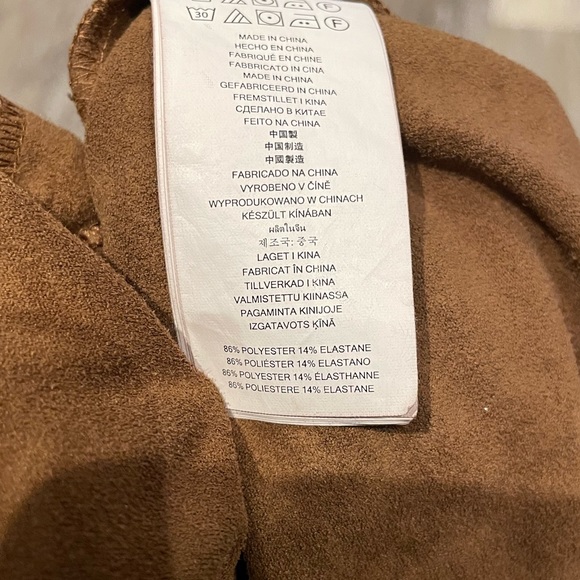 30 F F
MADE IN CHINA
HECHO EN CHINA
FABRIQUÉ EN CHINE
FABBRICATO IN CINA
MADE IN CHINA
GEFABRICEERD IN CHINA
FREMSTILLET I KINA
СДЕЛАНО В КИТАЕ
FEITO NA CHINA
中国製
中国制造
中國製造
FABRICADO NA CHINA
VYROBENO V ČÍNĚ
WYPRODUKOWANO W CHINACH
KÉSZÜLT KÍNÁBAN
ผลิตในจีน
제조국: 중국
LAGET I KINA
FABRICAT ÎN CHINA
TILLVERKAD I KINA
VALMISTETTU KIINASSA
PAGAMINTA KINIJOJE
IZGATAVOTS ĶĪNĀ
86% POLYESTER 14% ELASTANE
86% POLIÉSTER 14% ELASTANO
86% POLYESTER 14% ÉLASTHANNE
86% POLIESTERE 14% ELASTANE